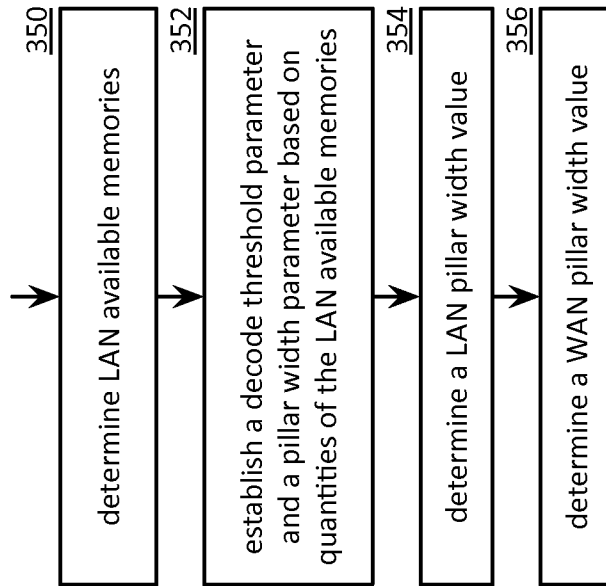 350
determine LAN available memories
352
establish a decode threshold parameter
and a pillar width parameter based on
quantities of the LAN available memories
354
determine a LAN pillar width value
356
determine a WAN pillar width value